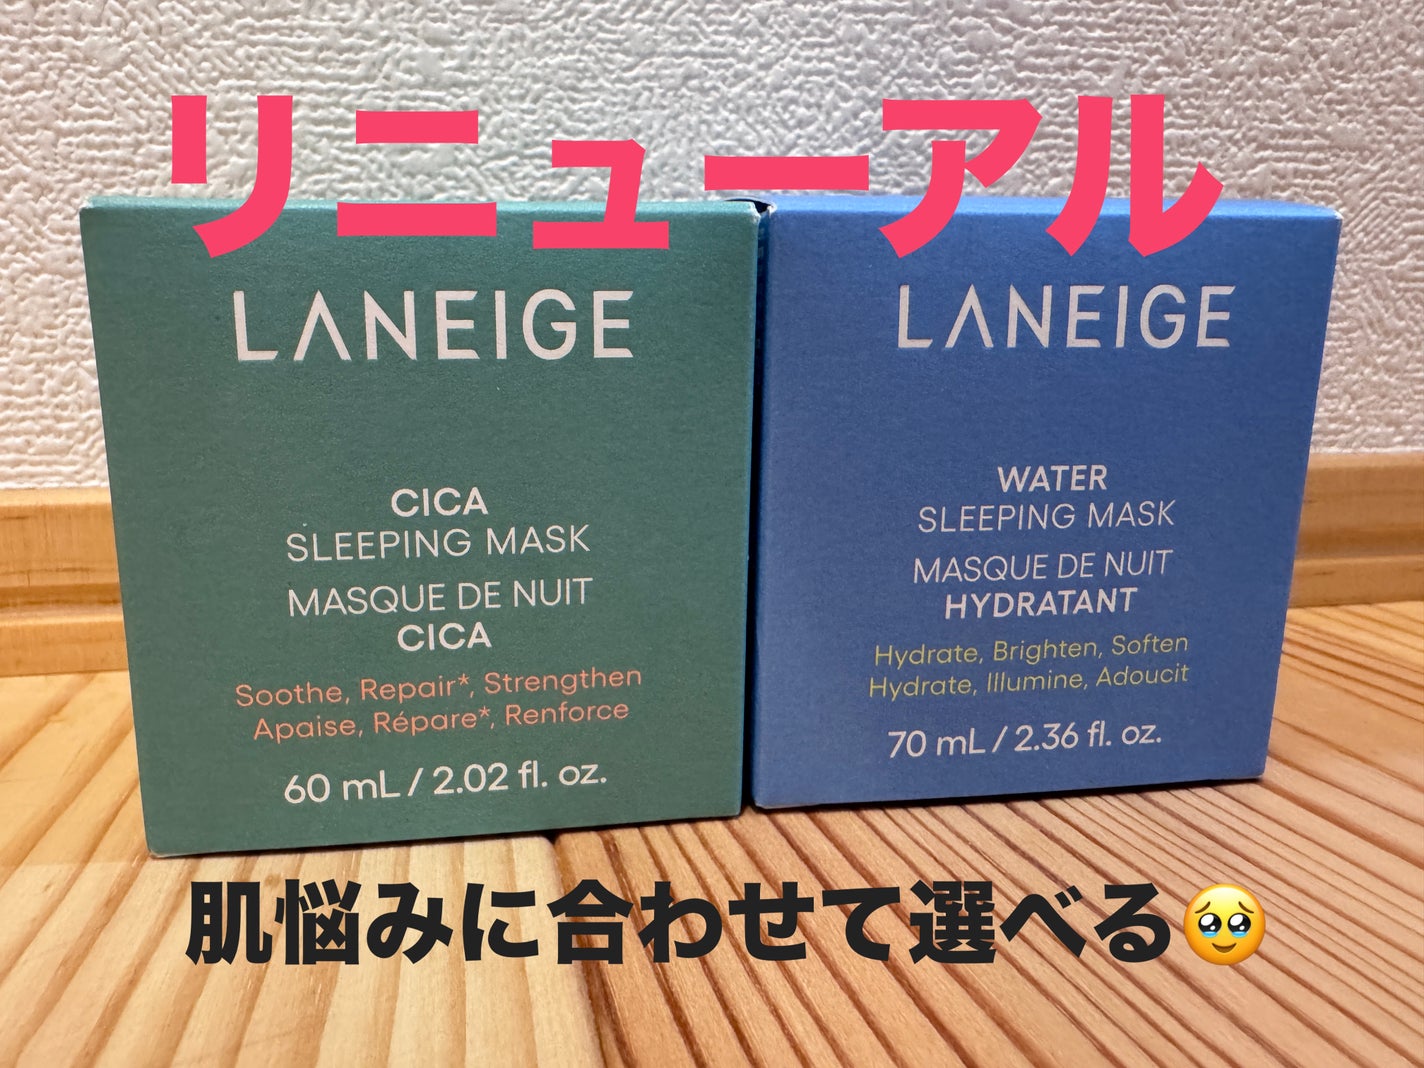 リニューアル
LANEIGE
CICA
SLEEPING MASK
MASQUE DE NUIT
CICA
Soothe, Repair*, Strengthen
Apaise, Répare*, Renforce
60 mL / 2.02 fl. oz.
LANEIGE
WATER
SLEEPING MASK
MASQUE DE NUIT
HYDRATANT
Hydrate, Brighten, Soften
Hydrate, Illumine, Adoucit
70 mL / 2.36 fl. oz.
肌悩みに合わせて選べる🥹